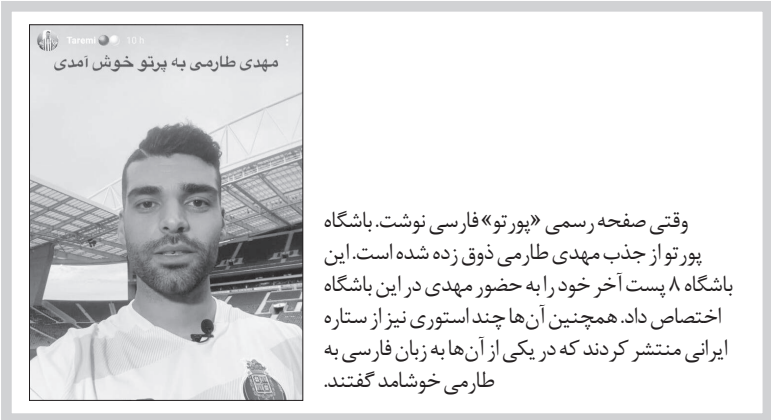 Taremi 10 h
مهدی طارمی به پرتو خوش آمدی
وقتی صفحه رسمی «پورتو» فارسی نوشت. باشگاه
پورتو از جذب مهدی طارمی ذوق زده شده است. این
باشگاه ۸ پست آخر خود را به حضور مهدی در این باشگاه
اختصاص داد. همچنین آن‌ها چند استوری نیز از ستاره
ایرانی منتشر کردند که در یکی از آن‌ها به زبان فارسی به
طارمی خوشامد گفتند.